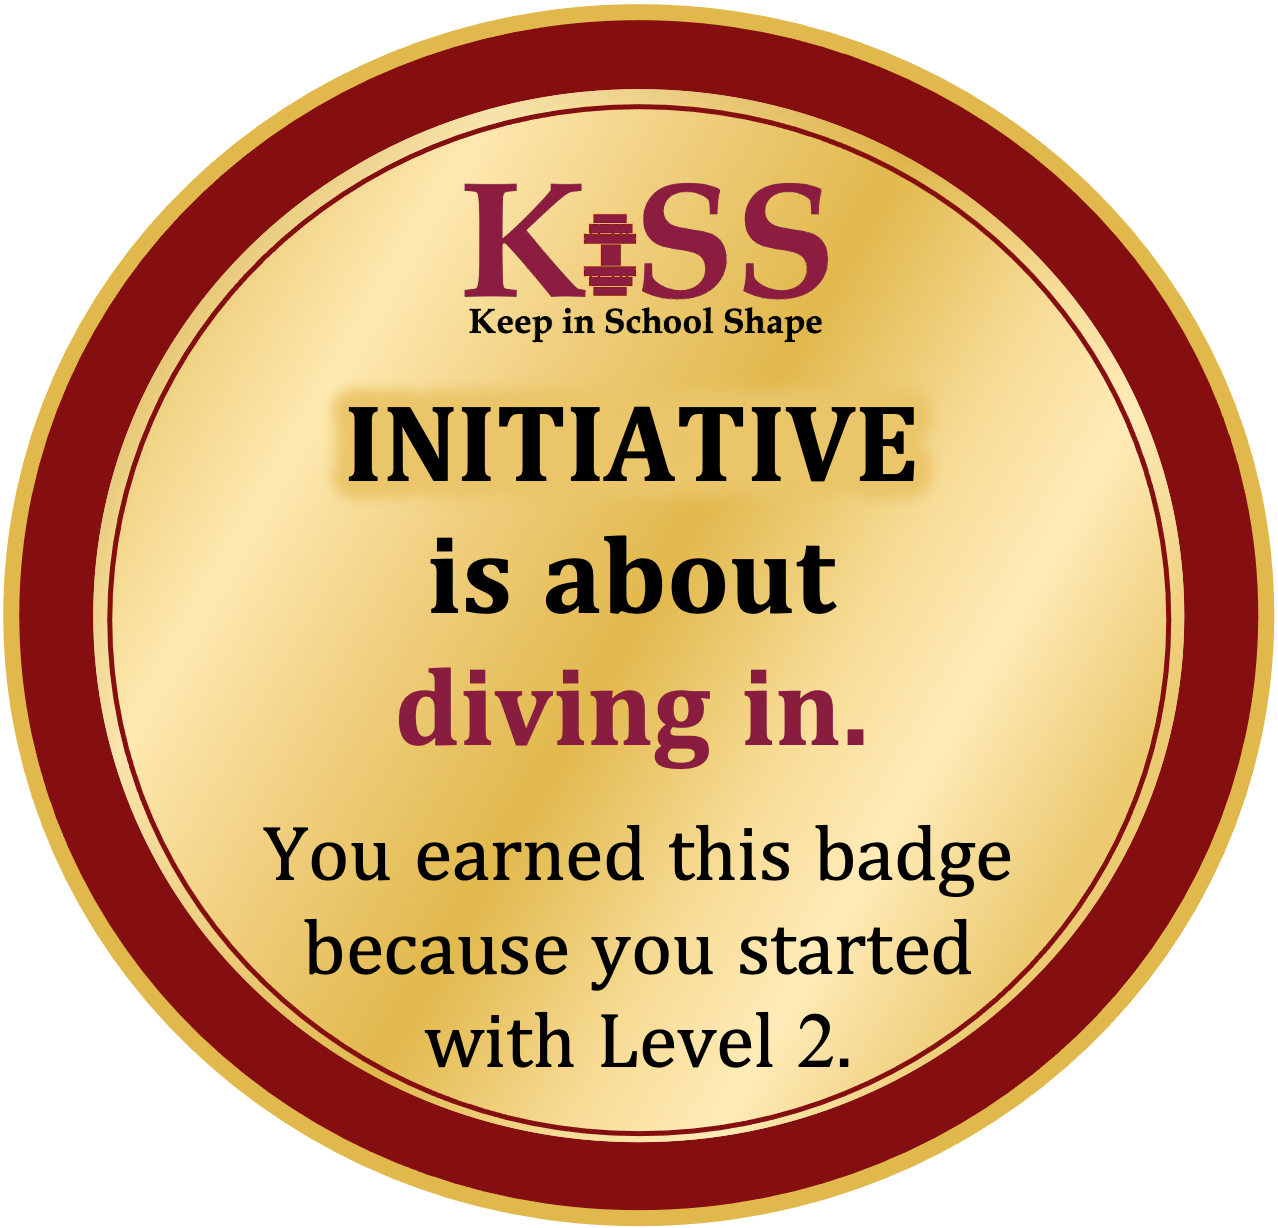 KiSS
Keep in School Shape
INITIATIVE
is about
diving in.
You earned this badge
because you started
with Level 2.